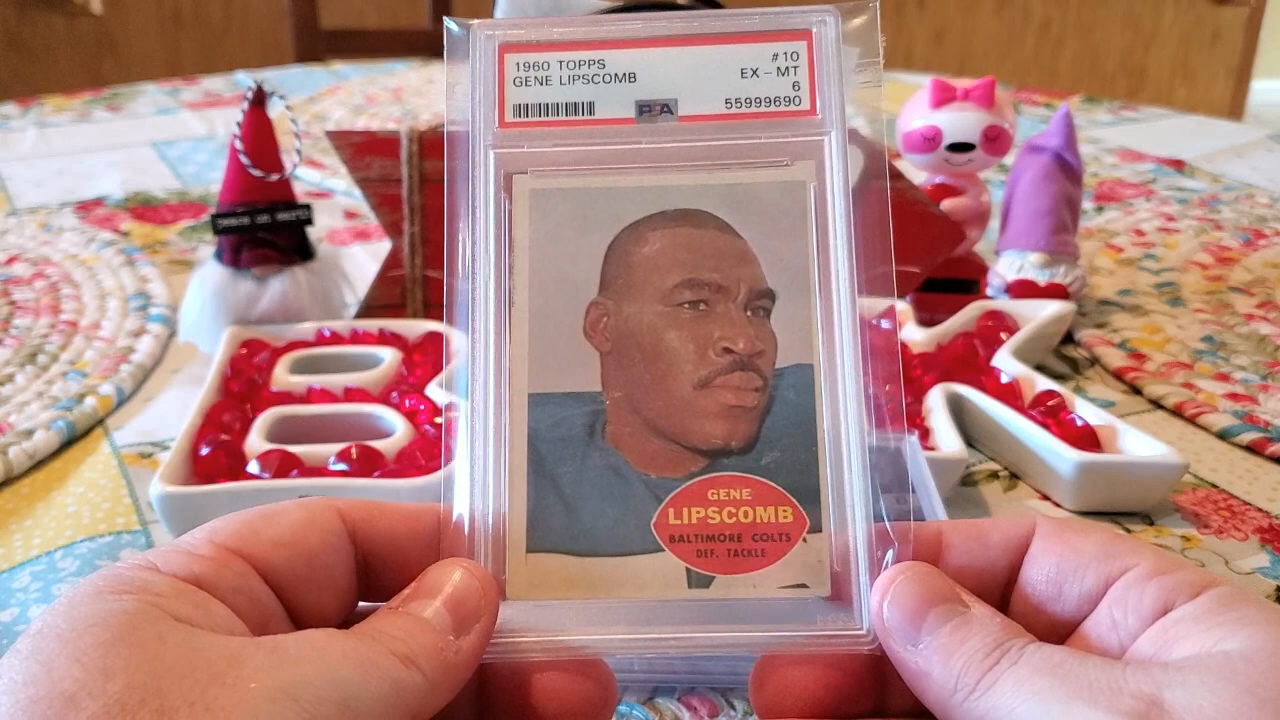 1960 TOPPS #10
GENE LIPSCOMB EX - MT
6
PSA 55999690
GENE
LIPSCOMB
BALTIMORE COLTS
DEF. TACKLE